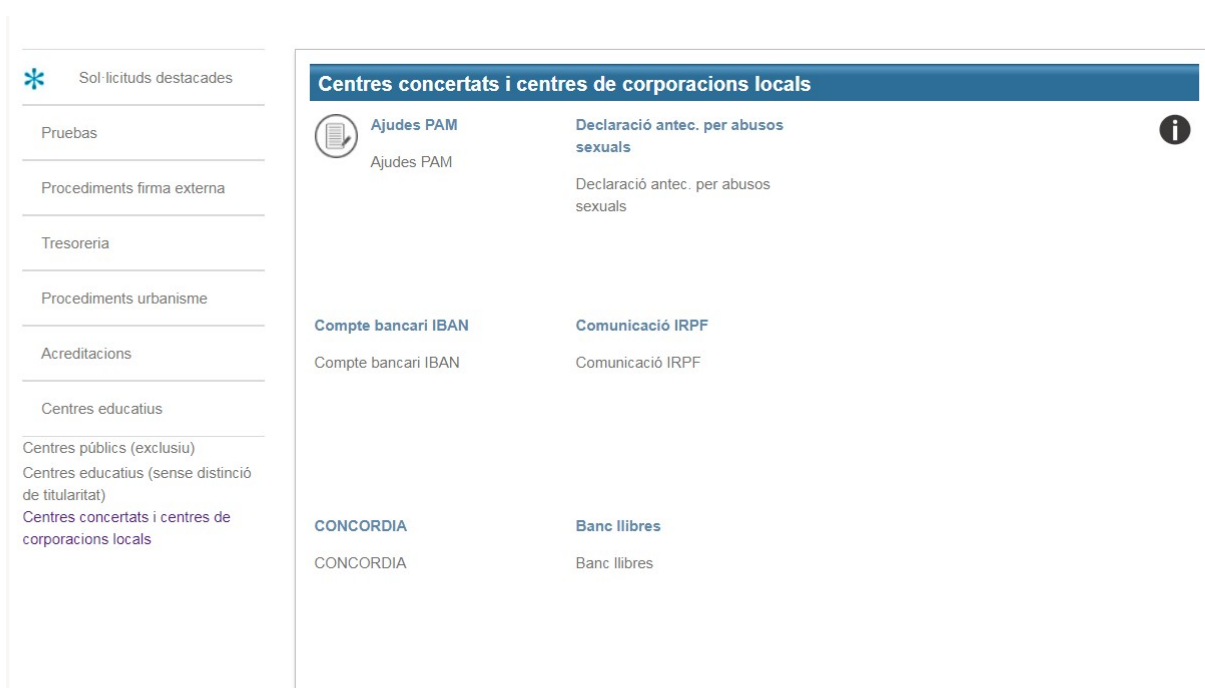 Sol·licituds destacades
Pruebas
Procediments firma externa
Tresoreria
Procediments urbanisme
Acreditacions
Centres educatius
Centres públics (exclusiu)
Centres educatius (sense distinció
de titularitat)
Centres concertats i centres de
corporacions locals
Centres concertats i centres de corporacions locals
Ajudes PAM
Ajudes PAM
Declaració antec. per abusos
sexuals
Declaració antec. per abusos
sexuals
Compte bancari IBAN
Compte bancari IBAN
Comunicació IRPF
Comunicació IRPF
CONCORDIA
CONCORDIA
Banc llibres
Banc llibres